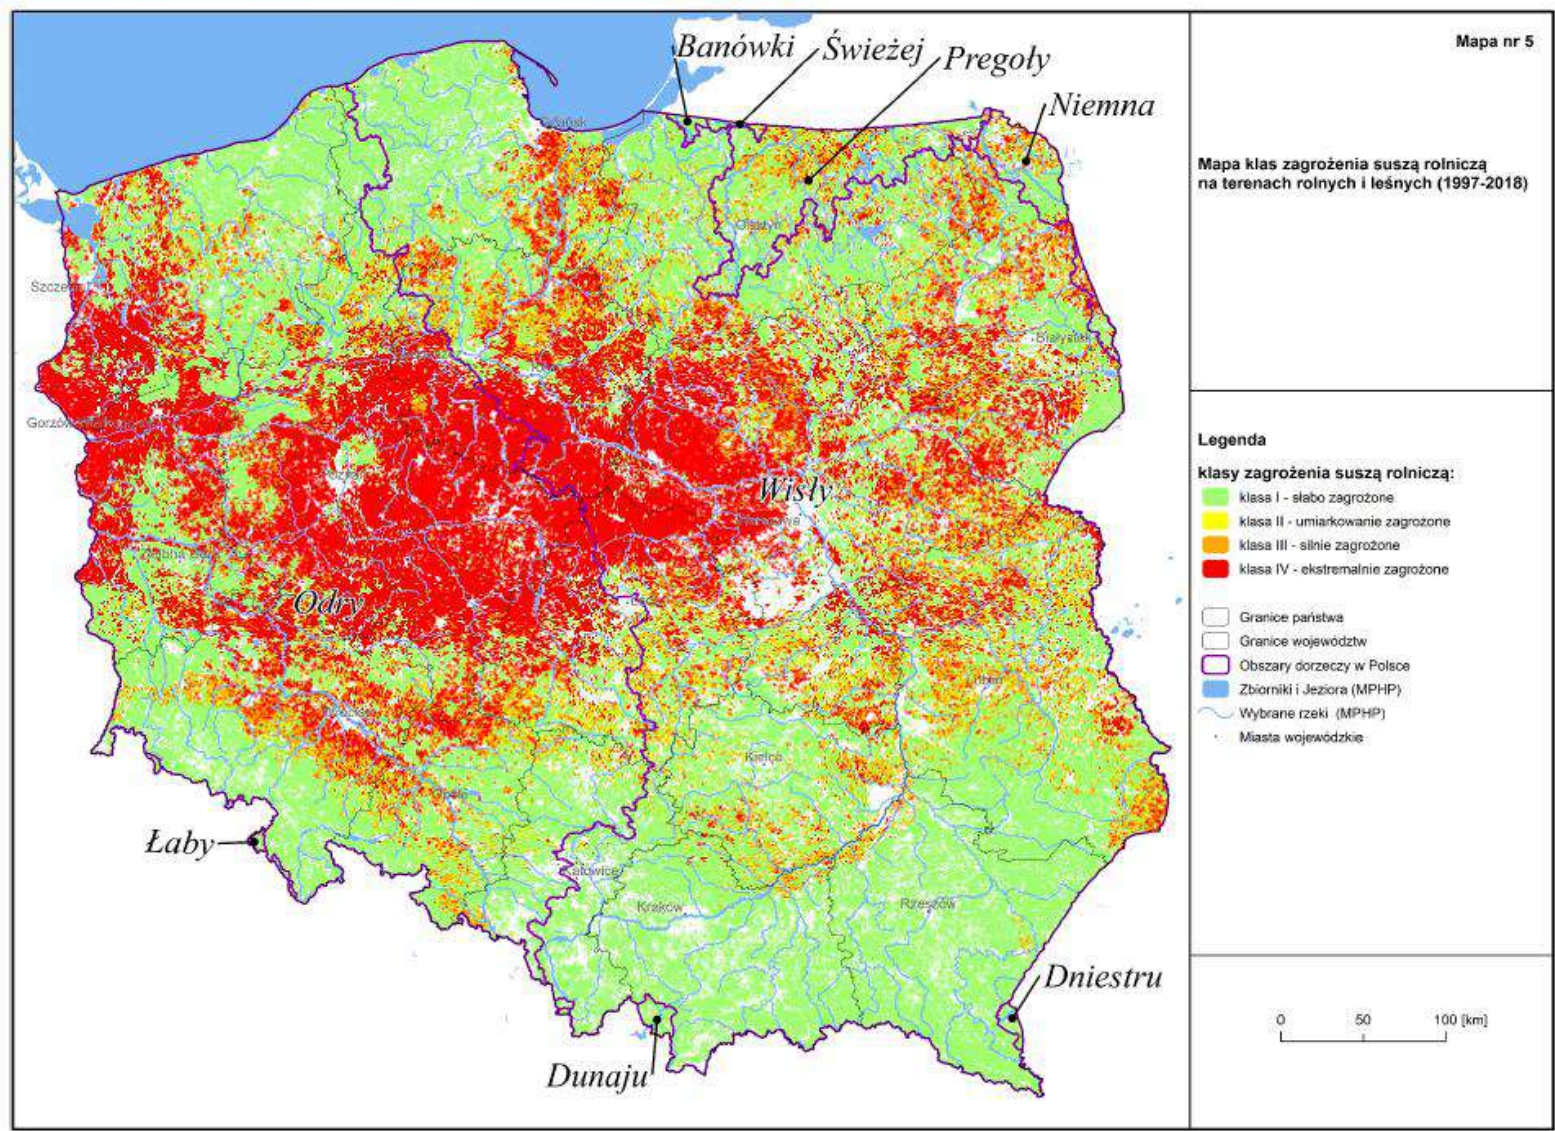 Banówki
Świeżej
Pregoły
Niemna
Gdańsk
Olsztyn
Białystok
Wisły
Odry
Opole
Kielce
Łaby
Katowice
Kraków
Rzeszów
Dniestru
Dunaju
Mapa nr 5
Mapa klas zagrożenia suszą rolniczą
na terenach rolnych i leśnych (1997-2018)
Legenda
klasy zagrożenia suszą rolniczą:
klasa I - słabo zagrożone
klasa II - umiarkowanie zagrożone
klasa III - silnie zagrożone
klasa IV - ekstremalnie zagrożone
Granice państwa
Granice województw
Obszary dorzeczy w Polsce
Zbiorniki i Jeziora (MPHP)
Wybrane rzeki (MPHP)
Miasta wojewódzkie
0 50 100 [km]